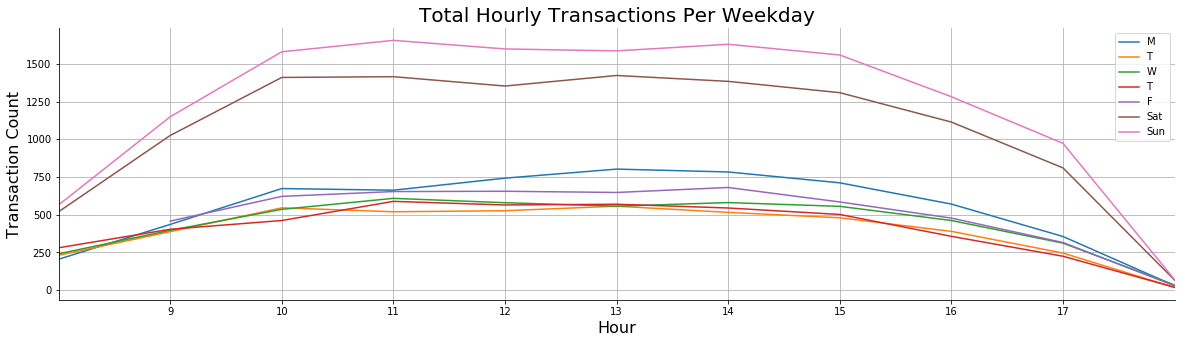 Total Hourly Transactions Per Weekday
Transaction Count
1500
1250
1000
750
500
250
0
9 10 11 12 13 14 15 16 17
Hour
M
T
W
T
F
Sat
Sun